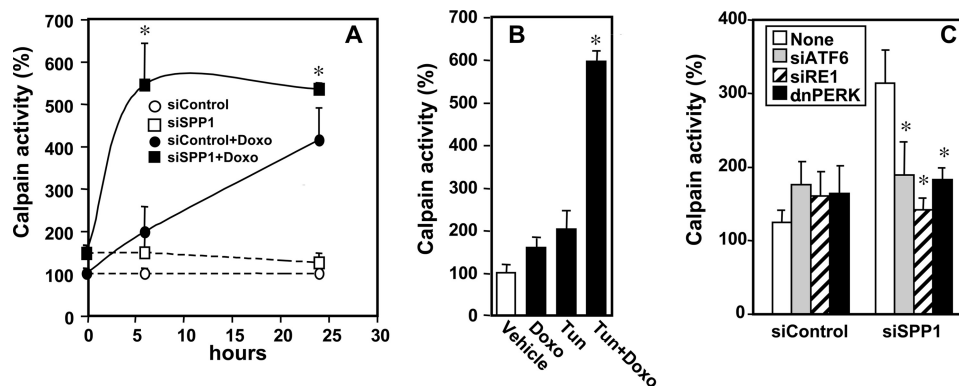 A
Calpain activity (%)
700
600
500
400
300
200
100
0
*
*
siControl
siSPP1
siControl+Doxo
siSPP1+Doxo
0 5 10 15 20 25 30
hours
B
Calpain activity (%)
700
600
500
400
300
200
100
0
*
Vehicle
Doxo
Tun
Tun+Doxo
C
Calpain activity (%)
400
300
200
100
0
None
siATF6
siRE1
dnPERK
*
*
*
siControl siSPP1